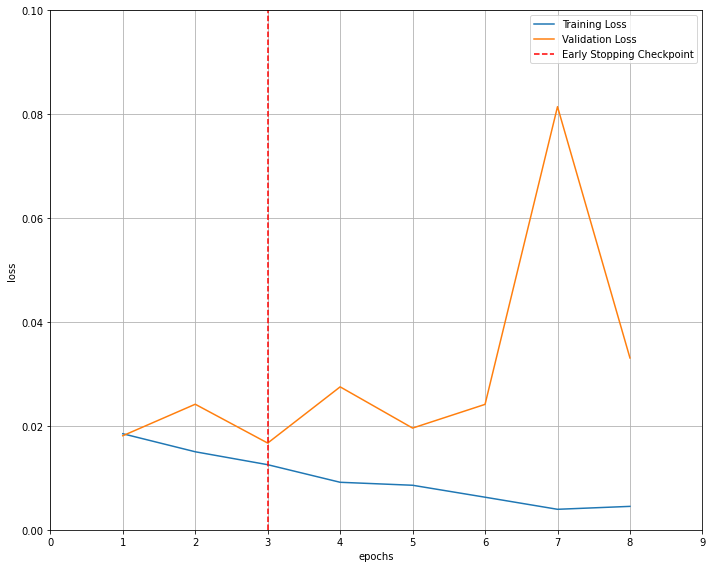 0.10
0.08
0.06
0.04
0.02
0.00
loss
Training Loss
Validation Loss
Early Stopping Checkpoint
0 1 2 3 4 5 6 7 8 9
epochs